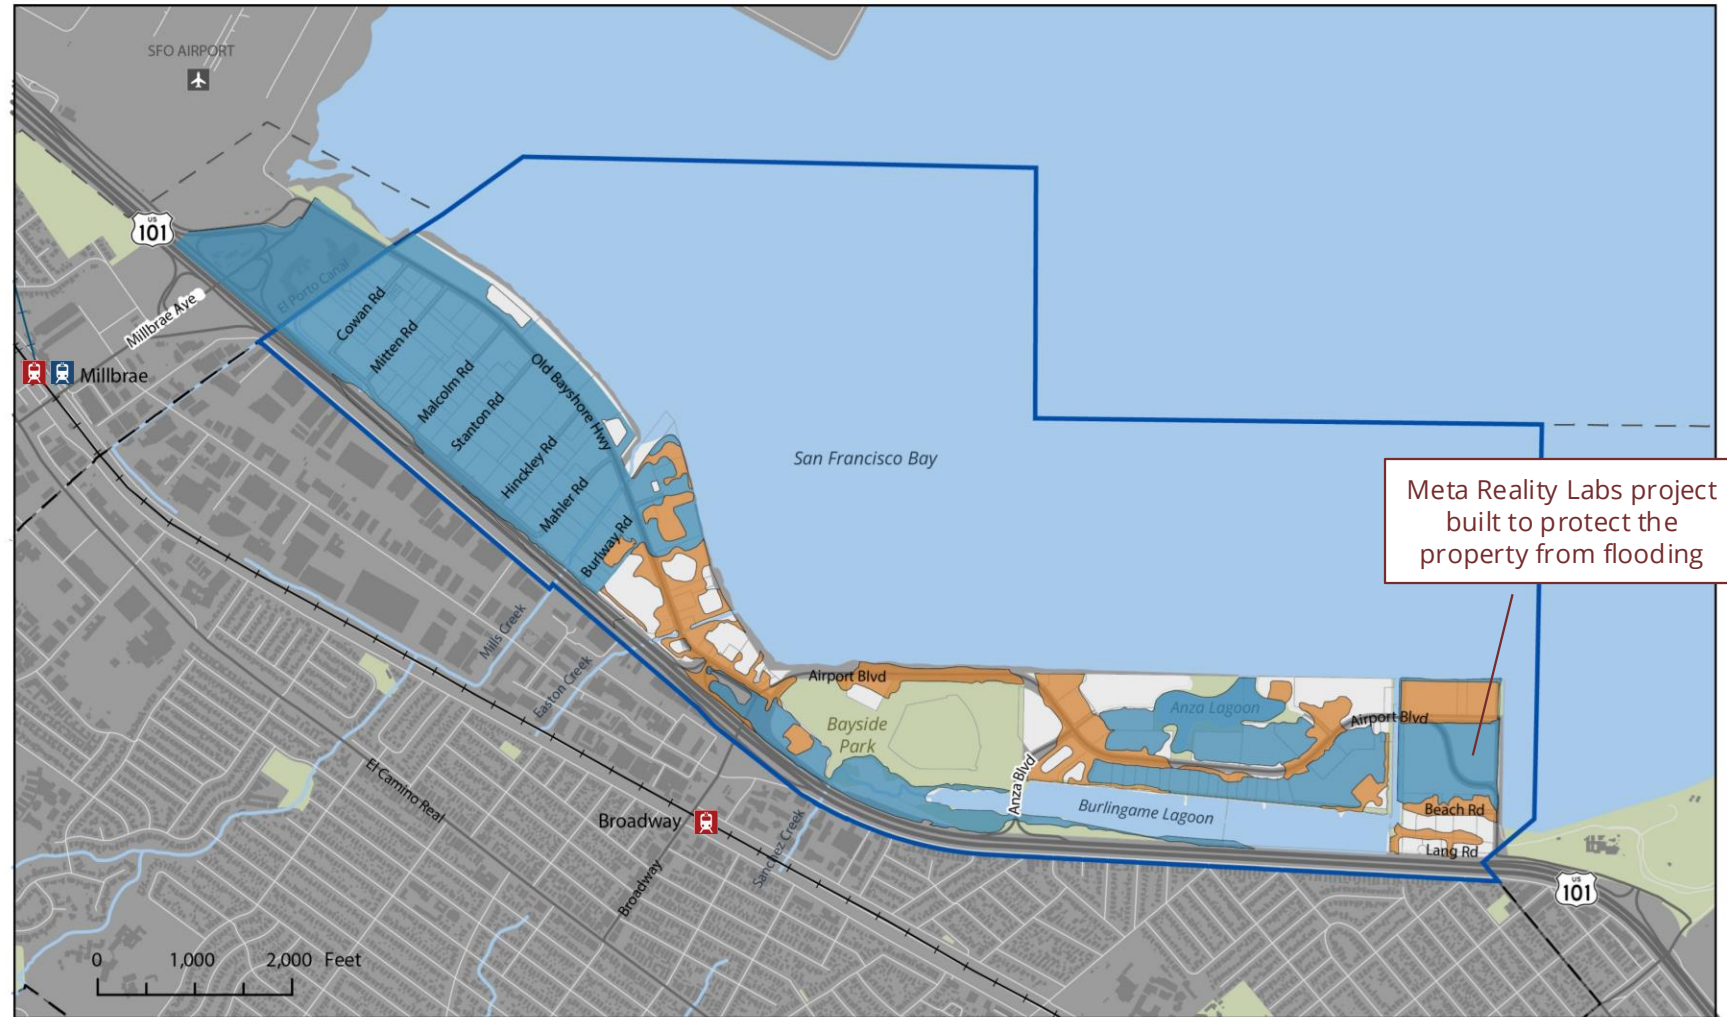 SFO AIRPORT
US
101
El Porto Canal
Cowan Rd
Millbrae Ave
Mitten Rd
Millbrae
Malcolm Rd
Old Bayshore Hwy
Stanton Rd
Hinckley Rd
San Francisco Bay
Mahler Rd
Meta Reality Labs project
built to protect the
property from flooding
Burlway Rd
Mills Creek
Easton Creek
Airport Blvd
Bayside
Park
Anza Lagoon
Airport Blvd
Anza Blvd
El Camino Real
Burlingame Lagoon
Beach Rd
Broadway
Sanchez Creek
Lang Rd
Broadway
US
101
0 1,000 2,000 Feet